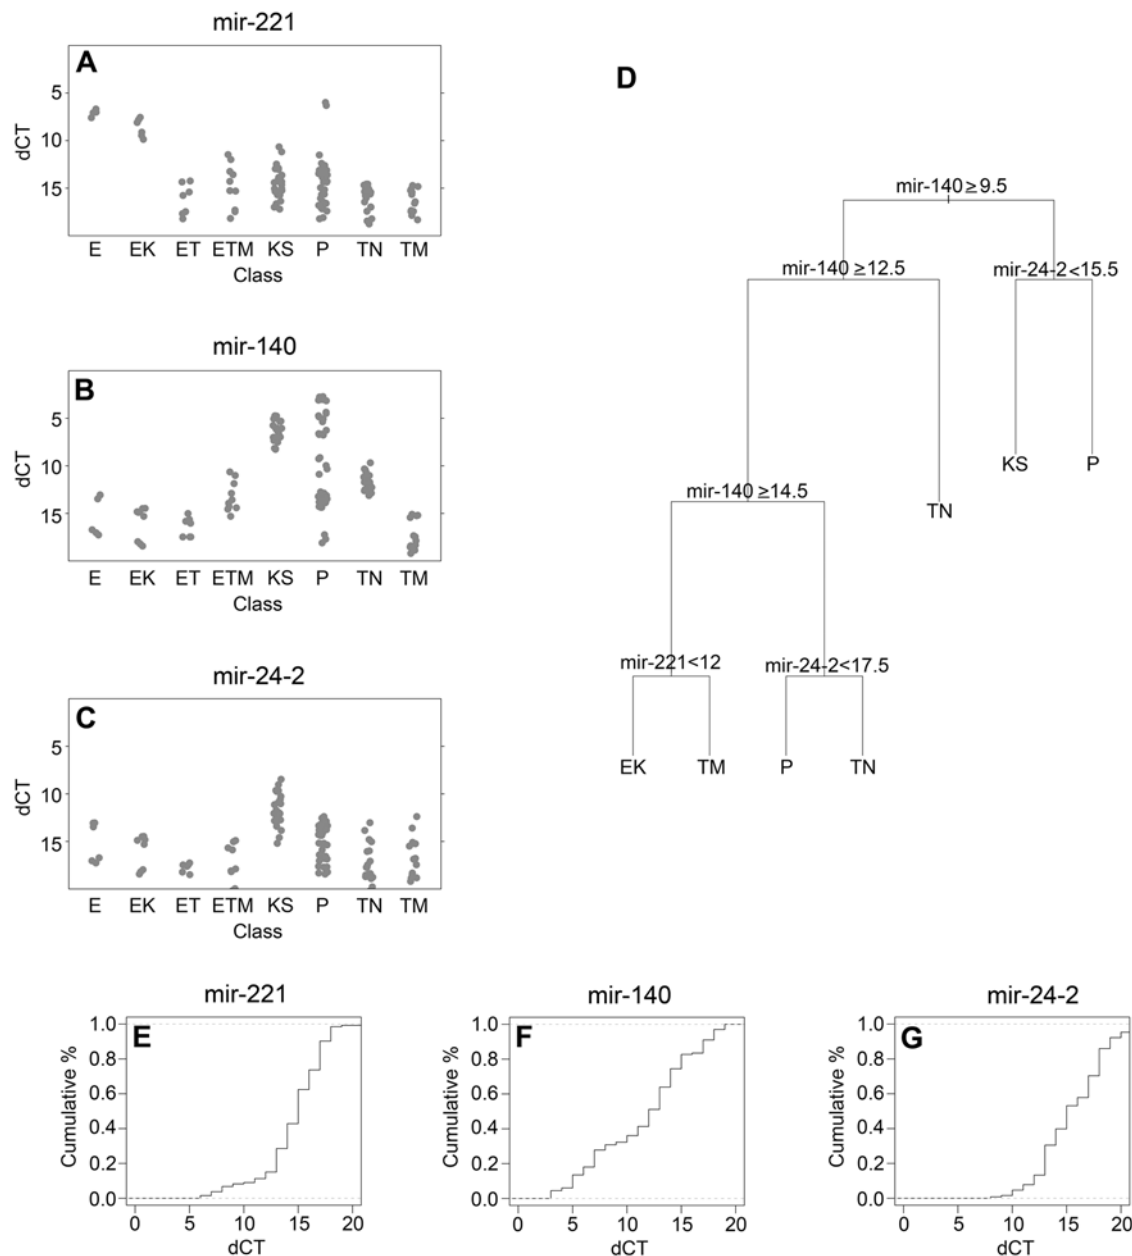 mir-221
A
5
10
15
dCT
E EK ET ETM KS P TN TM
Class
mir-140
B
5
10
15
dCT
E EK ET ETM KS P TN TM
Class
mir-24-2
C
5
10
15
dCT
E EK ET ETM KS P TN TM
Class
D
mir-140≥9.5
mir-140 ≥12.5
mir-24-2<15.5
KS P
mir-140 ≥14.5
TN
mir-221<12
mir-24-2<17.5
EK TM P TN
mir-221
E
1.0
0.8
0.6
0.4
0.2
0.0
Cumulative %
0 5 10 15 20
dCT
mir-140
F
1.0
0.8
0.6
0.4
0.2
0.0
Cumulative %
0 5 10 15 20
dCT
mir-24-2
G
1.0
0.8
0.6
0.4
0.2
0.0
Cumulative %
0 5 10 15 20
dCT